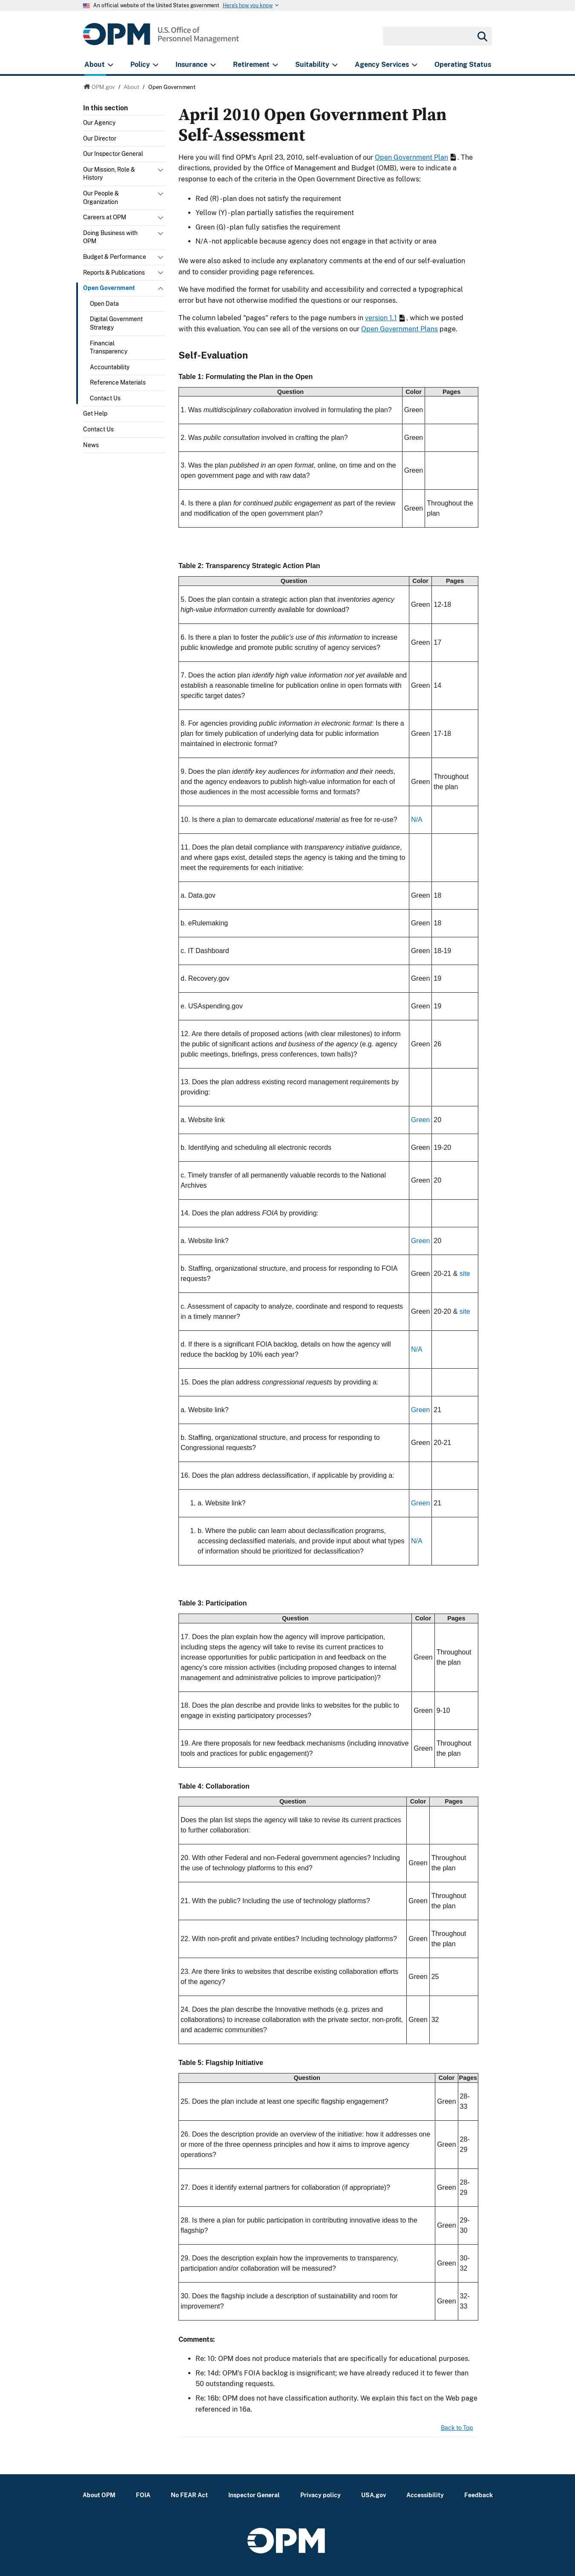 An official website of the United States government Here's how you know
OPM U.S. Office of
Personnel Management
About Policy Insurance Retirement Suitability Agency Services Operating Status
OPM.gov / About / Open Government
In this section
Our Agency
Our Director
Our Inspector General
Our Mission, Role &
History
Our People &
Organization
Careers at OPM
Doing Business with
OPM
Budget & Performance
Reports & Publications
Open Government
Open Data
Digital Government
Strategy
Financial
Transparency
Accountability
Reference Materials
Contact Us
Get Help
Contact Us
News
April 2010 Open Government Plan
Self-Assessment
Here you will find OPM's April 23, 2010, self-evaluation of our Open Government Plan. The
directions, provided by the Office of Management and Budget (OMB), were to indicate a
response to each of the criteria in the Open Government Directive as follows:
Red (R) - plan does not satisfy the requirement
Yellow (Y) - plan partially satisfies the requirement
Green (G) - plan fully satisfies the requirement
N/A - not applicable because agency does not engage in that activity or area
We were also asked to include any explanatory comments at the end of our self-evaluation
and to consider providing page references.
We have modified the format for usability and accessibility and corrected a typographical
error but have not otherwise modified the questions or our responses.
The column labeled "pages" refers to the page numbers in version 1.1, which we posted
with this evaluation. You can see all of the versions on our Open Government Plans page.
Self-Evaluation
Table 1: Formulating the Plan in the Open
Question Color Pages
1. Was multidisciplinary collaboration involved in formulating the plan? Green
2. Was public consultation involved in crafting the plan? Green
3. Was the plan published in an open format, online, on time and on the
open government page and with raw data? Green
4. Is there a plan for continued public engagement as part of the review
and modification of the open government plan? Green Throughout the
plan
Table 2: Transparency Strategic Action Plan
Question Color Pages
5. Does the plan contain a strategic action plan that inventories agency
high-value information currently available for download? Green 12-18
6. Is there a plan to foster the public's use of this information to increase
public knowledge and promote public scrutiny of agency services? Green 17
7. Does the action plan identify high value information not yet available and
establish a reasonable timeline for publication online in open formats with
specific target dates? Green 14
8. For agencies providing public information in electronic format: Is there a
plan for timely publication of underlying data for public information
maintained in electronic format? Green 17-18
9. Does the plan identify key audiences for information and their needs,
and the agency endeavors to publish high-value information for each of
those audiences in the most accessible forms and formats? Green Throughout
the plan
10. Is there a plan to demarcate educational material as free for re-use? N/A
11. Does the plan detail compliance with transparency initiative guidance,
and where gaps exist, detailed steps the agency is taking and the timing to
meet the requirements for each initiative:
a. Data.gov Green 18
b. eRulemaking Green 18
c. IT Dashboard Green 18-19
d. Recovery.gov Green 19
e. USAspending.gov Green 19
12. Are there details of proposed actions (with clear milestones) to inform
the public of significant actions and business of the agency (e.g. agency
public meetings, briefings, press conferences, town halls)? Green 26
13. Does the plan address existing record management requirements by
providing:
a. Website link Green 20
b. Identifying and scheduling all electronic records Green 19-20
c. Timely transfer of all permanently valuable records to the National
Archives Green 20
14. Does the plan address FOIA by providing:
a. Website link? Green 20
b. Staffing, organizational structure, and process for responding to FOIA
requests? Green 20-21 & site
c. Assessment of capacity to analyze, coordinate and respond to requests
in a timely manner? Green 20-20 & site
d. If there is a significant FOIA backlog, details on how the agency will
reduce the backlog by 10% each year? N/A
15. Does the plan address congressional requests by providing a:
a. Website link? Green 21
b. Staffing, organizational structure, and process for responding to
Congressional requests? Green 20-21
16. Does the plan address declassification, if applicable by providing a:
1. a. Website link? Green 21
1. b. Where the public can learn about declassification programs,
accessing declassified materials, and provide input about what types
of information should be prioritized for declassification? N/A
Table 3: Participation
Question Color Pages
17. Does the plan explain how the agency will improve participation,
including steps the agency will take to revise its current practices to
increase opportunities for public participation in and feedback on the
agency's core mission activities (including proposed changes to internal
management and administrative policies to improve participation)? Green Throughout
the plan
18. Does the plan describe and provide links to websites for the public to
engage in existing participatory processes? Green 9-10
19. Are there proposals for new feedback mechanisms (including innovative
tools and practices for public engagement)? Green Throughout
the plan
Table 4: Collaboration
Question Color Pages
Does the plan list steps the agency will take to revise its current practices
to further collaboration:
20. With other Federal and non-Federal government agencies? Including
the use of technology platforms to this end? Green Throughout
the plan
21. With the public? Including the use of technology platforms? Green Throughout
the plan
22. With non-profit and private entities? Including technology platforms? Green Throughout
the plan
23. Are there links to websites that describe existing collaboration efforts
of the agency? Green 25
24. Does the plan describe the Innovative methods (e.g. prizes and
collaborations) to increase collaboration with the private sector, non-profit,
and academic communities? Green 32
Table 5: Flagship Initiative
Question Color Pages
25. Does the plan include at least one specific flagship engagement? Green 28-
33
26. Does the description provide an overview of the initiative: how it addresses one
or more of the three openness principles and how it aims to improve agency
operations? Green 28-
29
27. Does it identify external partners for collaboration (if appropriate)? Green 28-
29
28. Is there a plan for public participation in contributing innovative ideas to the
flagship? Green 29-
30
29. Does the description explain how the improvements to transparency,
participation and/or collaboration will be measured? Green 30-
32
30. Does the flagship include a description of sustainability and room for
improvement? Green 32-
33
Comments:
Re: 10: OPM does not produce materials that are specifically for educational purposes.
Re: 14d: OPM's FOIA backlog is insignificant; we have already reduced it to fewer than
50 outstanding requests.
Re: 16b: OPM does not have classification authority. We explain this fact on the Web page
referenced in 16a.
Back to Top
About OPM FOIA No FEAR Act Inspector General Privacy policy USA.gov Accessibility Feedback
OPM